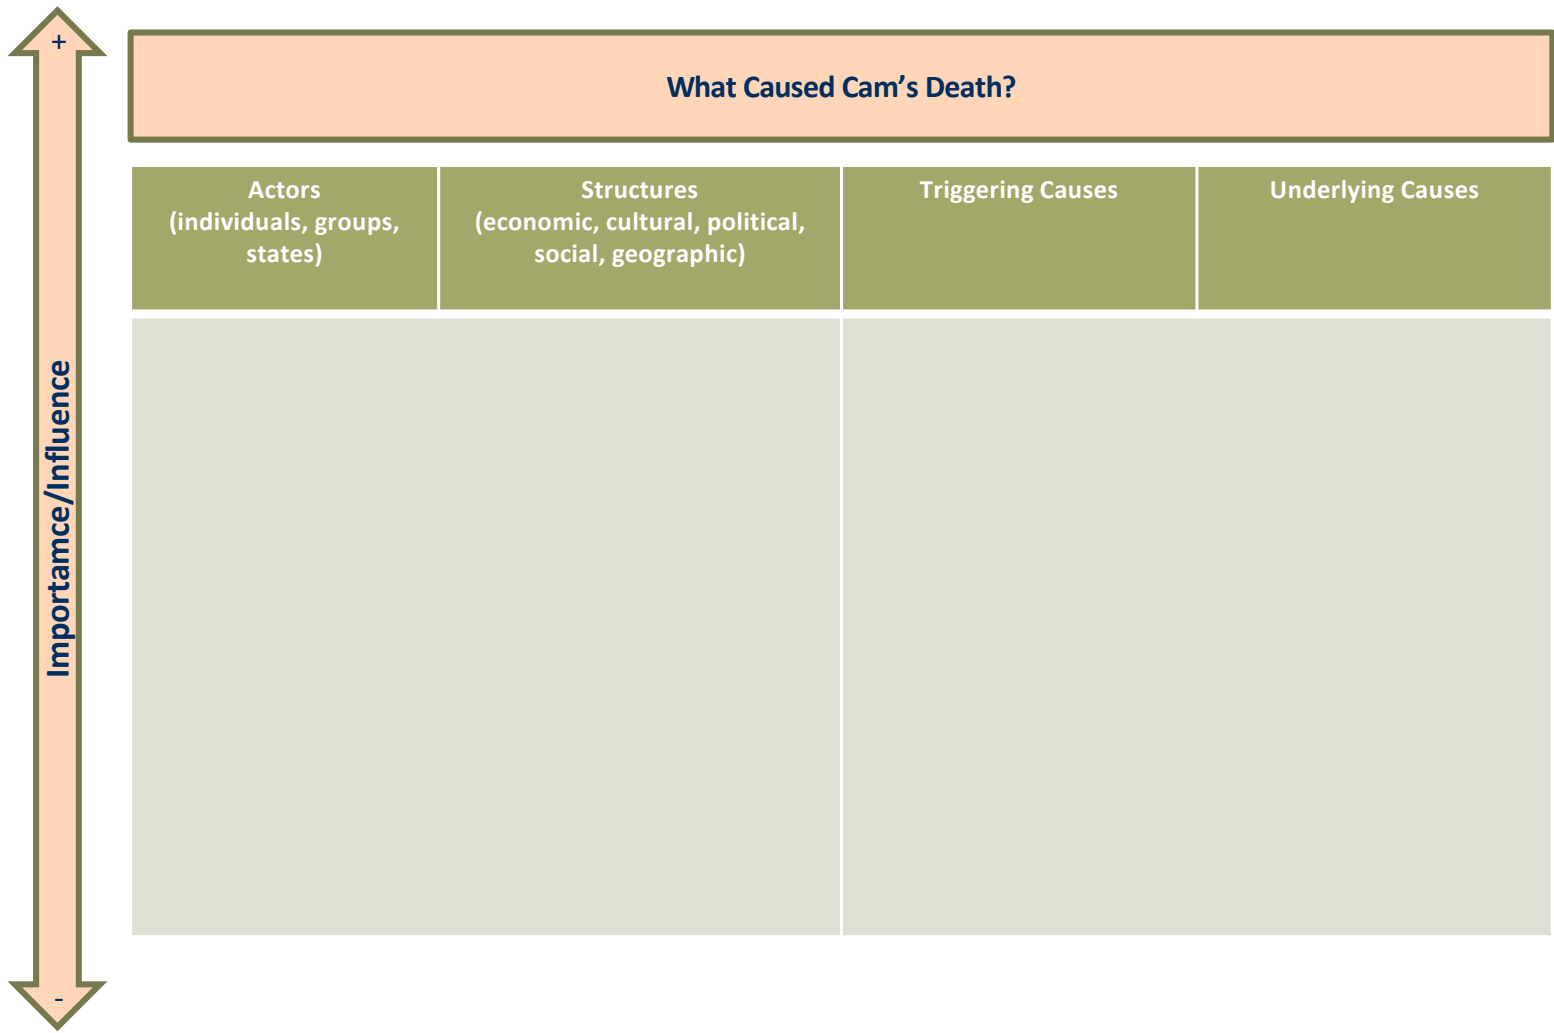 +
What Caused Cam’s Death?
Actors
(individuals, groups,
states)
Structures
(economic, cultural, political,
social, geographic)
Triggering Causes
Underlying Causes
Importamce/Influence
-